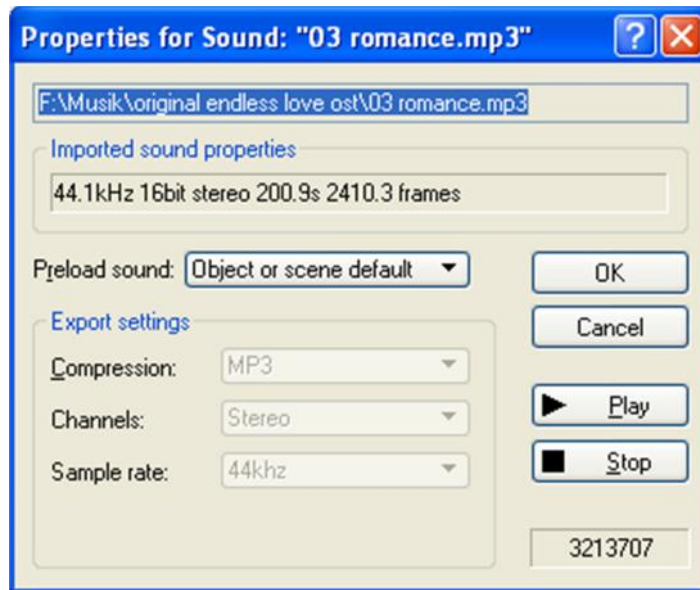 Properties for Sound: "03 romance.mp3"
?
F:\Musik\original endless love ost\03 romance.mp3
Imported sound properties
44.1kHz 16bit stereo 200.9s 2410.3 frames
Preload sound: Object or scene default
OK
Export settings
Cancel
Compression: MP3
Channels: Stereo
Play
Sample rate: 44khz
Stop
3213707